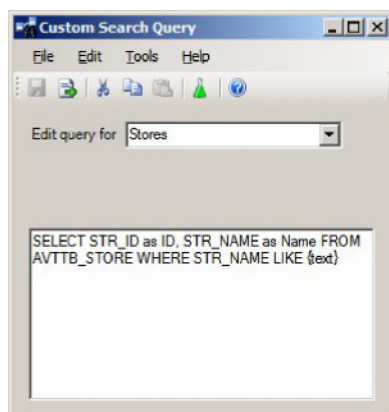 Custom Search Query
File Edit Tools Help
Edit query for Stores
SELECT STR_ID as ID, STR_NAME as Name FROM
AVTTB_STORE WHERE STR_NAME LIKE {text}